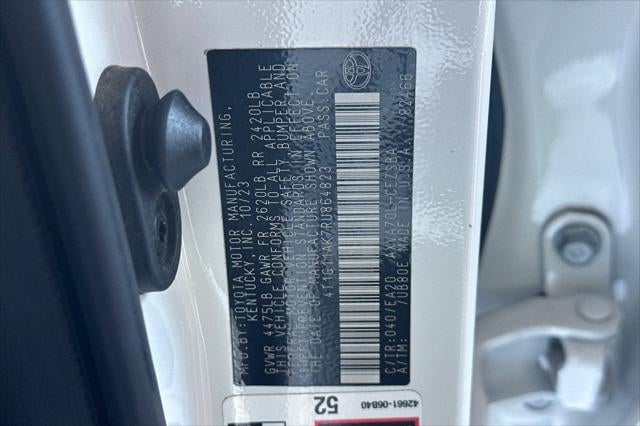 MFD.BY:TOYOTA MOTOR MANUFACTURING,
KENTUCKY, INC. 10/23
GVWR 4475LB GAWR FR 2620LB RR 2420LB
THIS VEHICLE CONFORMS TO ALL APPLICABLE
FEDERAL MOTOR VEHICLE SAFETY, BUMPER, AND
THEFT PREVENTION STANDARDS IN EFFECT ON
THE DATE OF MANUFACTURE SHOWN ABOVE.
4T1G11AK7RU864823 PASS CAR
C/TR:040/EA20
A/TM: 70B80E MADE IN U.S.A.
52
42661-06B40